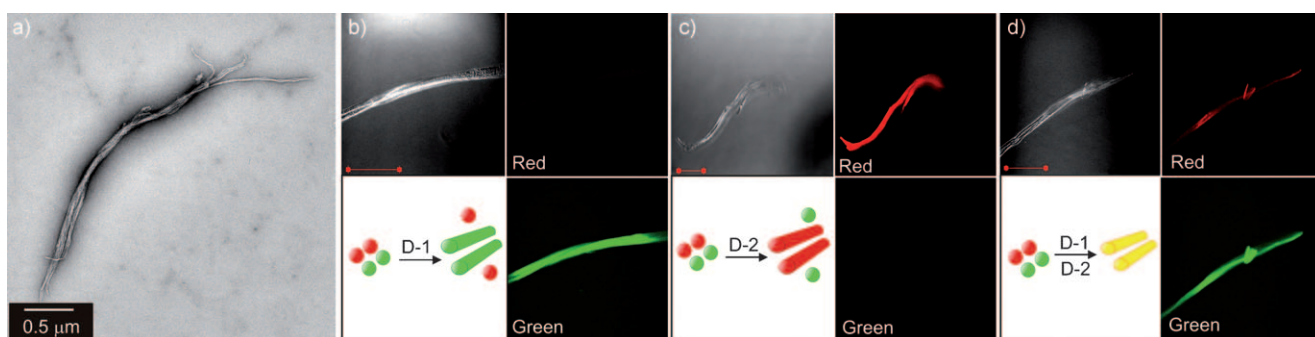 a)
0.5 µm
b)
Red
D-1
Green
c)
Red
D-2
Green
d)
Red
D-1
D-2
Green